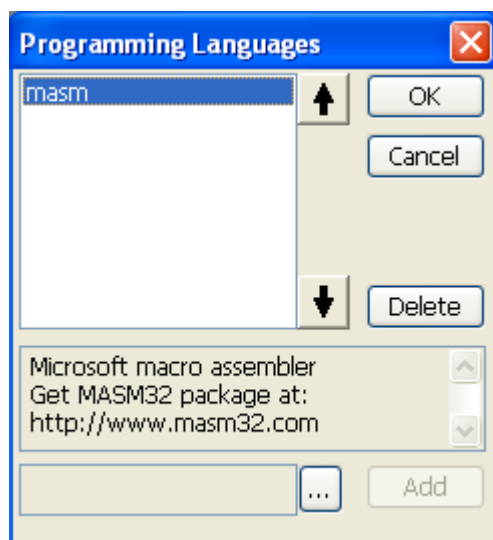 Programming Languages
masm
OK
Cancel
Delete
Microsoft macro assembler
Get MASM32 package at:
http://www.masm32.com
...
Add